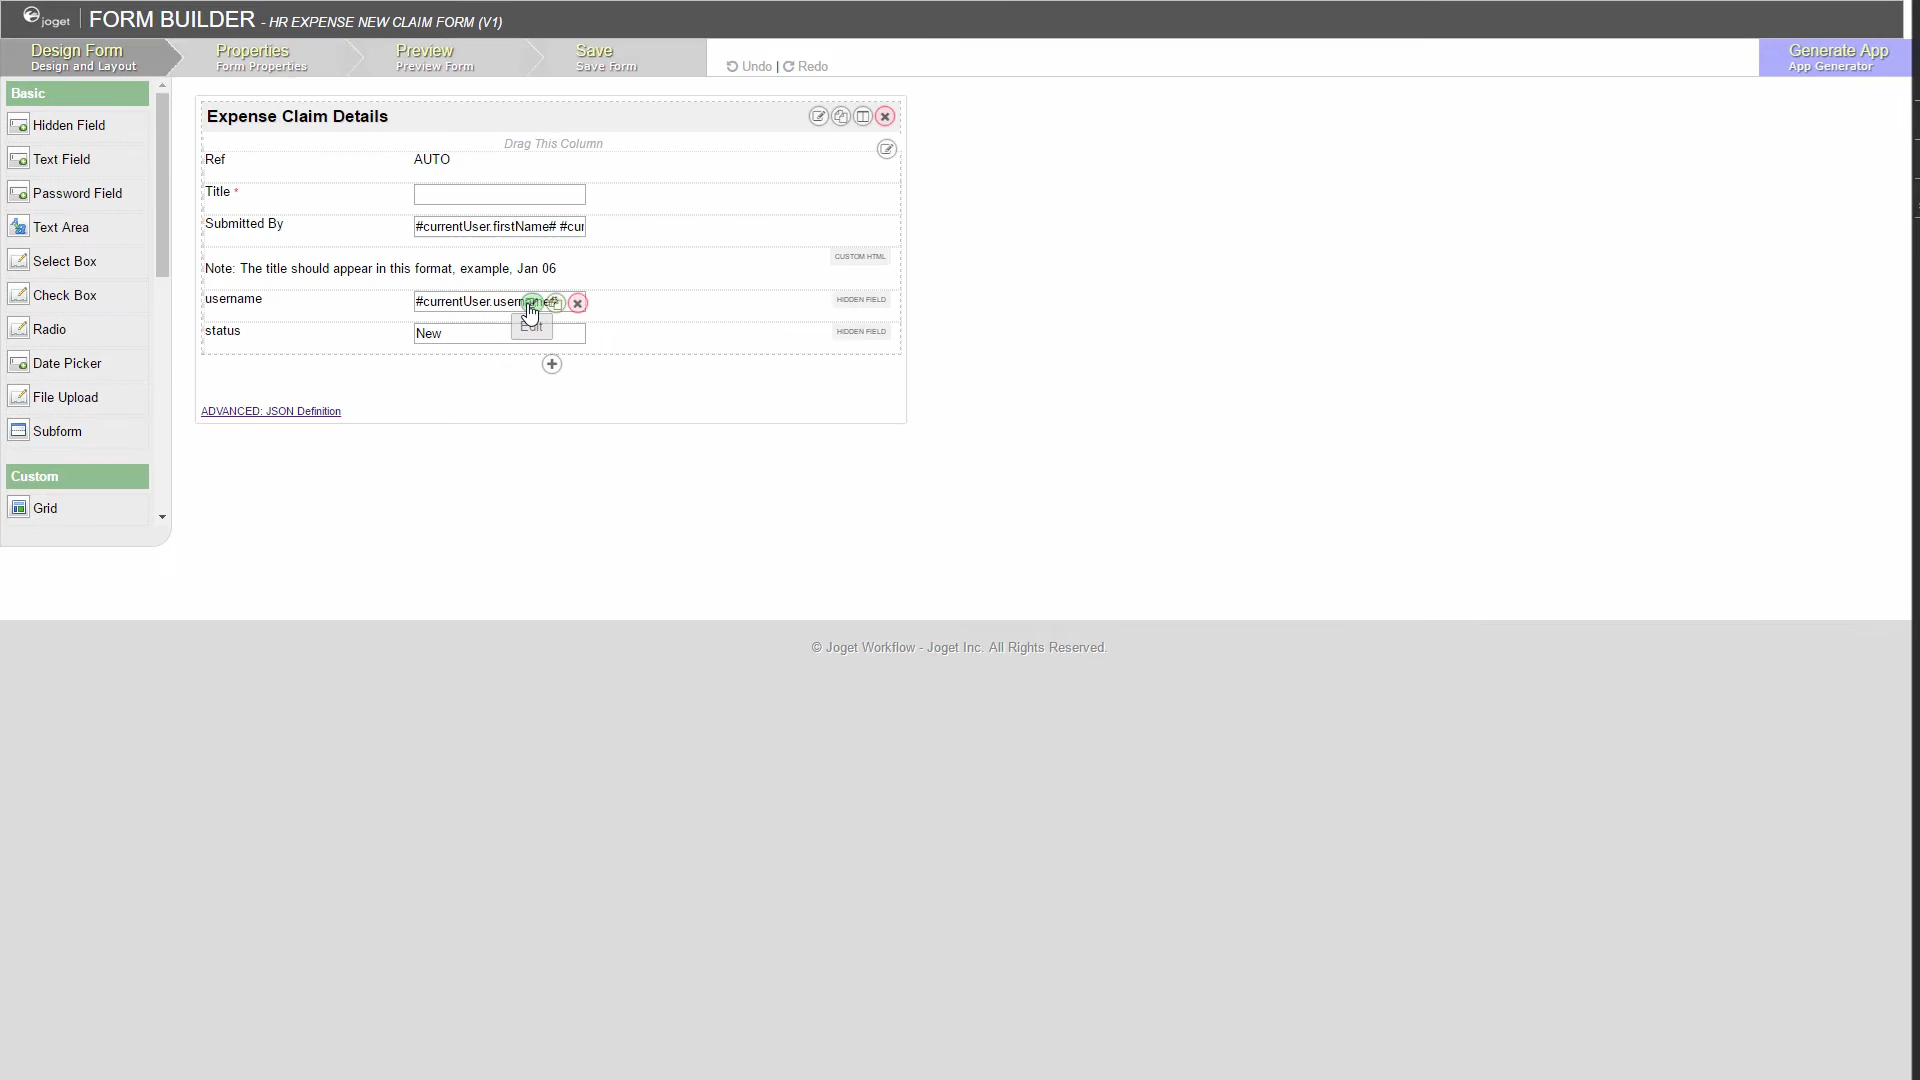 joget FORM BUILDER - HR EXPENSE NEW CLAIM FORM (V1)
Design Form
Design and Layout
Properties
Form Properties
Preview
Preview Form
Save
Save Form
Undo | Redo
Generate App
App Generator
Basic
Hidden Field
Text Field
Password Field
Text Area
Select Box
Check Box
Radio
Date Picker
File Upload
Subform
Custom
Grid
Expense Claim Details
Drag This Column
Ref AUTO
Title *
Submitted By #currentUser.firstName# #cur
CUSTOM HTML
Note: The title should appear in this format, example, Jan 06
username #currentUser.username# HIDDEN FIELD
Edit
status New HIDDEN FIELD
ADVANCED: JSON Definition
© Joget Workflow - Joget Inc. All Rights Reserved.